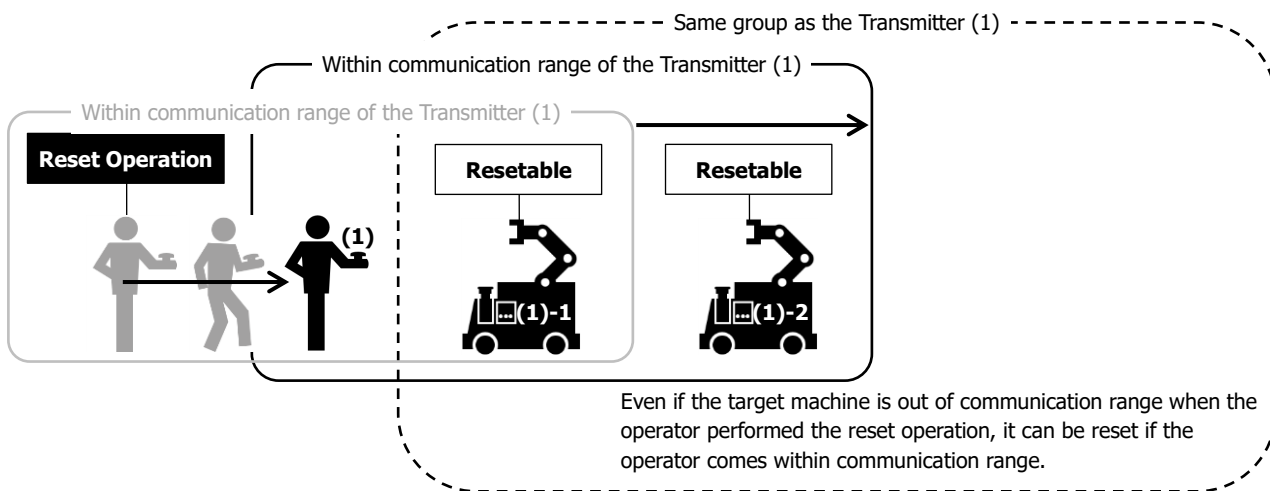 Same group as the Transmitter (1)
Within communication range of the Transmitter (1)
Within communication range of the Transmitter (1)
Reset Operation
Resetable
Resetable
(1)
(1)-1
(1)-2
Even if the target machine is out of communication range when the
operator performed the reset operation, it can be reset if the
operator comes within communication range.